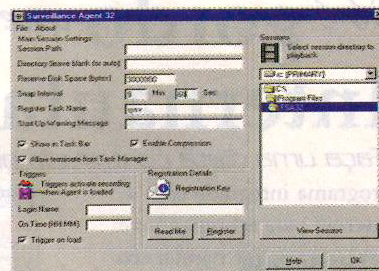 Surveillance Agent 32
File About
Main Session Settings
Session Path
Directory (leave blank for auto)
Reserve Disk Space (bytes) 3000000
Snap Interval Min Sec
Register Task Name
Start Up Warning Message
Show in Task Bar
Enable Compression
Allow terminate from Task Manager
Triggers
Triggers activate recording
when Agent is loaded
Login Name
On Time (HH:MM)
Trigger on load
Registration Details
Registration Key
Read Me
Register
Sessions
Select session directory to
playback
c: [PRIMARY]
C:\
Program Files
View Session
Help
OK